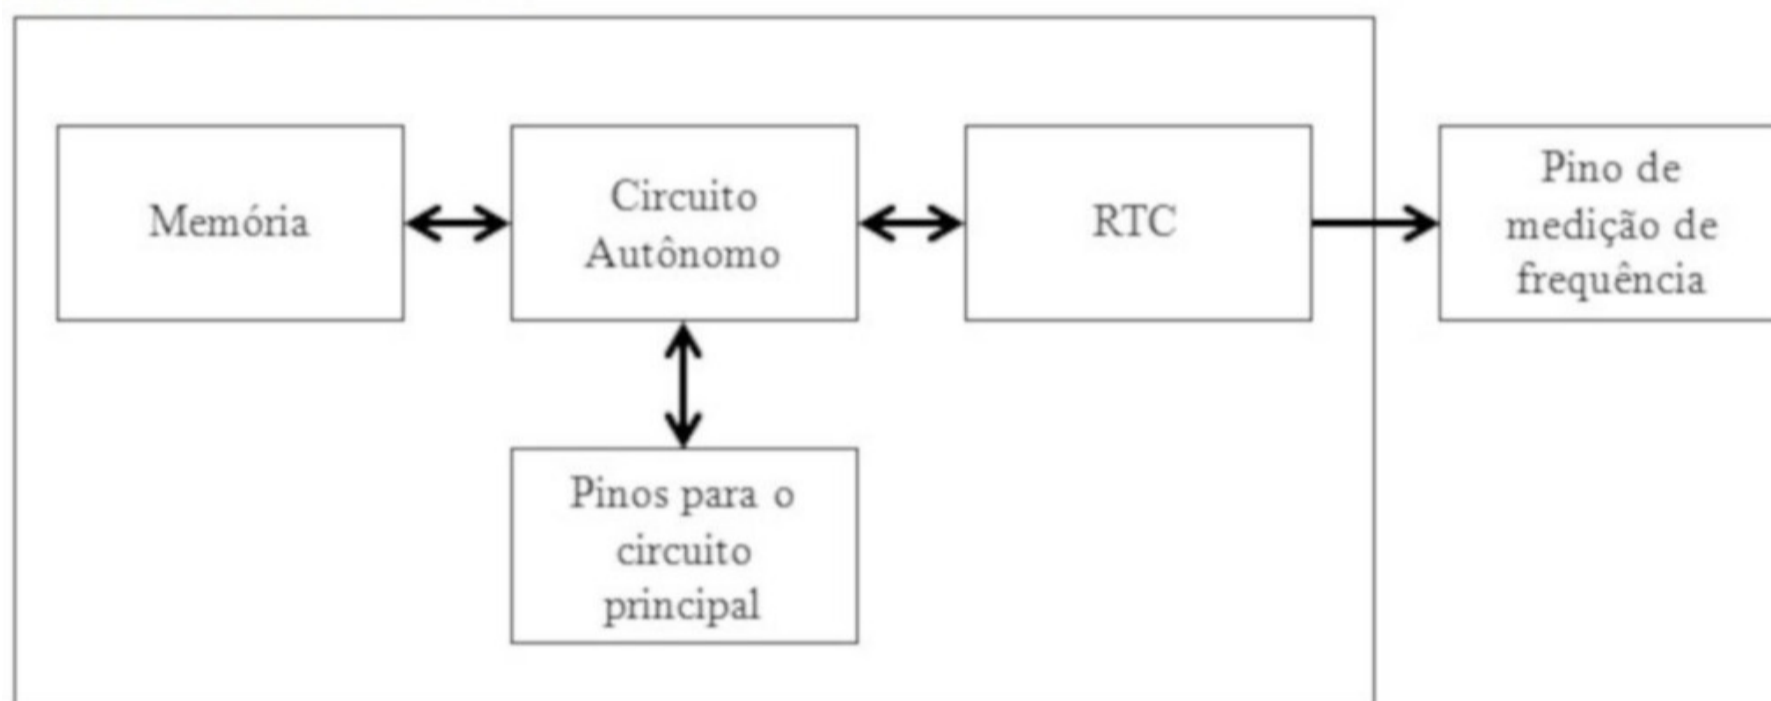 Memória
Circuito
Autônomo
RTC
Pino de
medição de
frequência
Pinos para o
circuito
principal